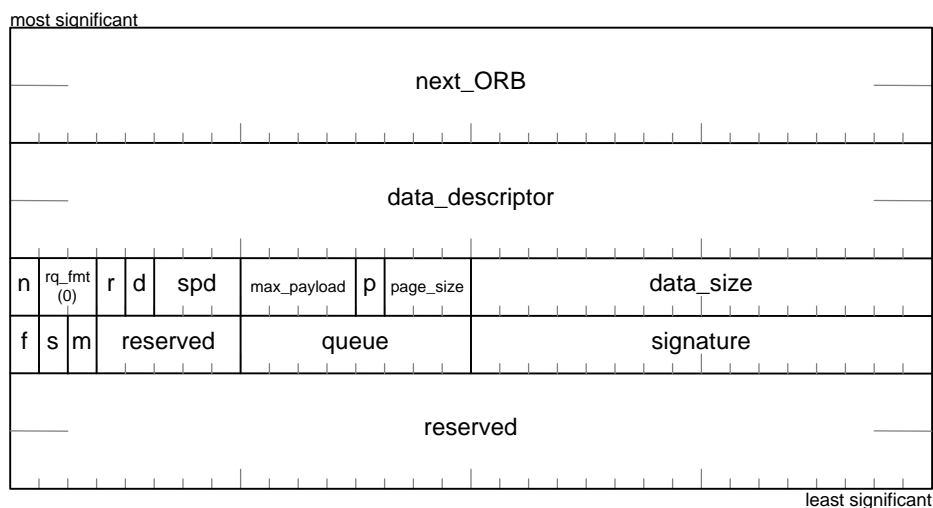 most significant
next_ORB
data_descriptor
n rq_fmt (0) r d spd max_payload p page_size data_size
f s m reserved queue signature
reserved
least significant